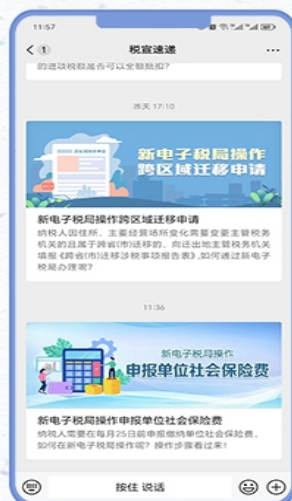 11:57
1
税宣速递
的进项税额是否可以全额抵扣?
昨天 17:10
新电子税局操作
跨区域迁移申请
新电子税局操作跨区域迁移申请
纳税人因住所、主要经营场所变化需要变更主管税务
机关的且属于跨省(市)迁移的、向迁出地主管税务机关
填报《跨省(市)迁移涉税事项报告表》,如何通过新电子
税局办理呢?
11:36
新电子税局操作
申报单位社会保险费
新电子税局操作申报单位社会保险费
纳税人需要在每月25日前申报缴纳单位社会保险费,
如何在新电子税局操作呢?操作步骤看过来!
按住 说话